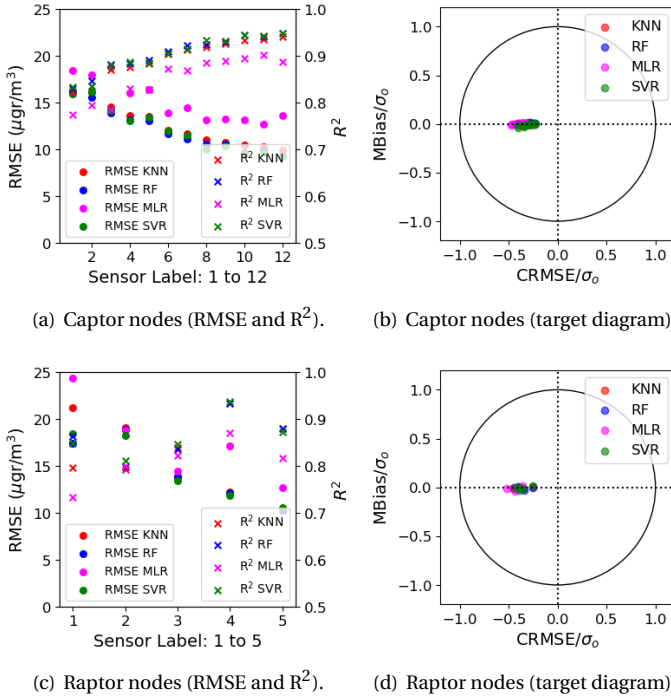 25
20
15
10
5
0
RMSE (μgr/m³)
1.0
0.9
0.8
0.7
0.6
0.5
R²
RMSE KNN
RMSE RF
RMSE MLR
RMSE SVR
R² KNN
R² RF
R² MLR
R² SVR
2 4 6 8 10 12
Sensor Label: 1 to 12
(a) Captor nodes (RMSE and R²).
1.0
0.5
0.0
−0.5
−1.0
MBias/σₒ
KNN
RF
MLR
SVR
−1.0 −0.5 0.0 0.5 1.0
CRMSE/σₒ
(b) Captor nodes (target diagram)
25
20
15
10
5
0
RMSE (μgr/m³)
1.0
0.9
0.8
0.7
0.6
0.5
R²
RMSE KNN
RMSE RF
RMSE MLR
RMSE SVR
R² KNN
R² RF
R² MLR
R² SVR
1 2 3 4 5
Sensor Label: 1 to 5
(c) Raptor nodes (RMSE and R²).
1.0
0.5
0.0
−0.5
−1.0
MBias/σₒ
KNN
RF
MLR
SVR
−1.0 −0.5 0.0 0.5 1.0
CRMSE/σₒ
(d) Raptor nodes (target diagram)